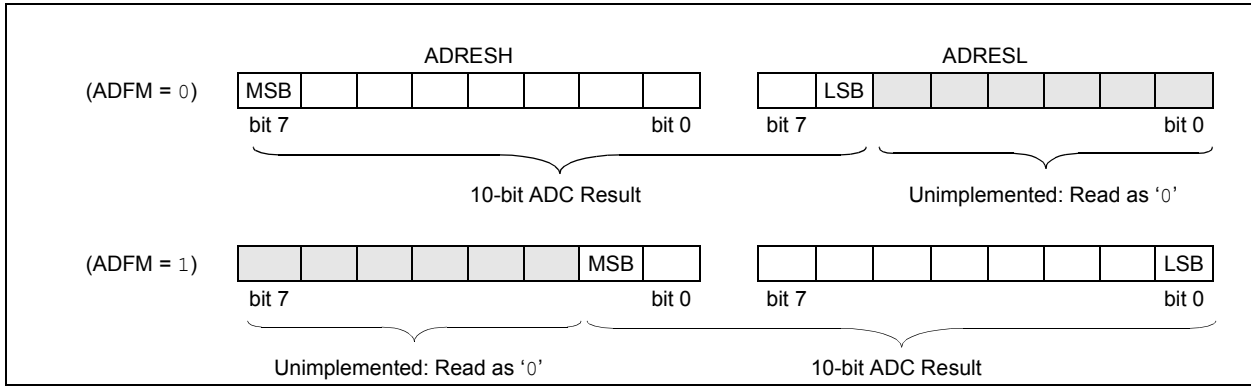 ADRESH ADRESL
(ADFM = 0) MSB LSB
bit 7 bit 0 bit 7 bit 0
10-bit ADC Result Unimplemented: Read as ‘0’
(ADFM = 1) MSB LSB
bit 7 bit 0 bit 7 bit 0
Unimplemented: Read as ‘0’ 10-bit ADC Result